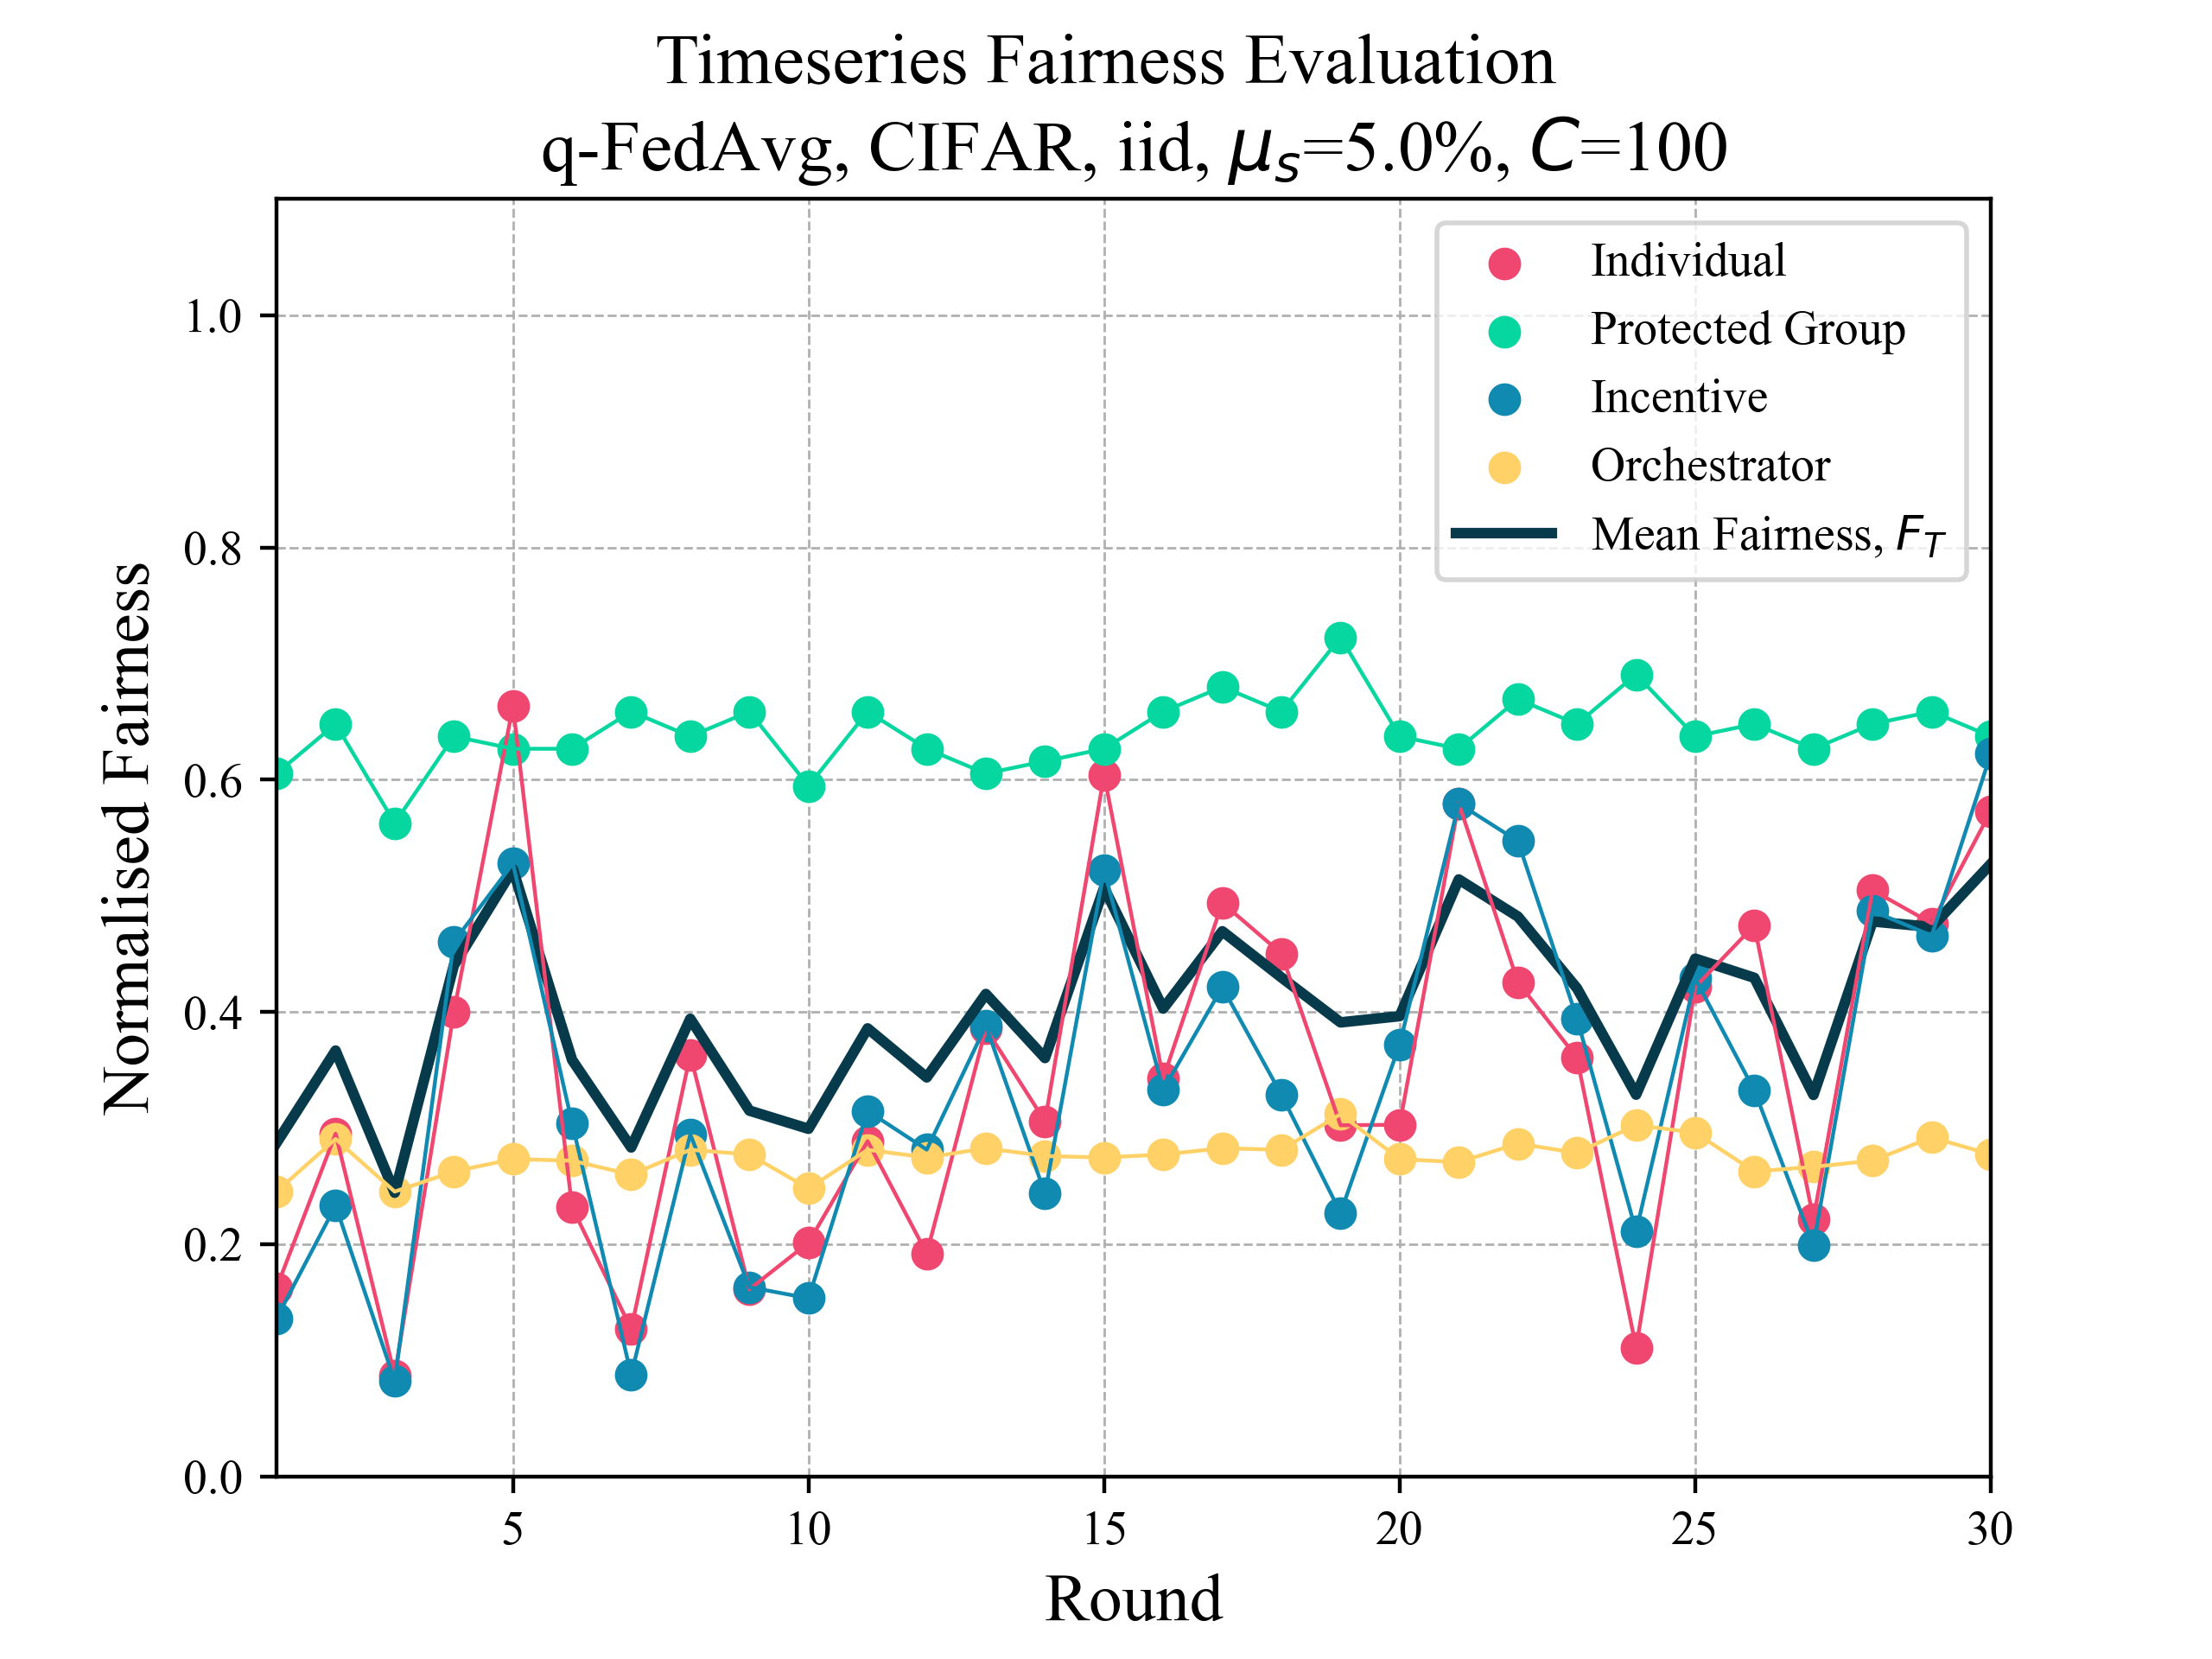 Timeseries Fairness Evaluation
q-FedAvg, CIFAR, iid, μₛ=5.0%, C=100
Individual
Protected Group
Incentive
Orchestrator
Mean Fairness, F_T
Normalised Fairness
1.0
0.8
0.6
0.4
0.2
0.0
5 10 15 20 25 30
Round